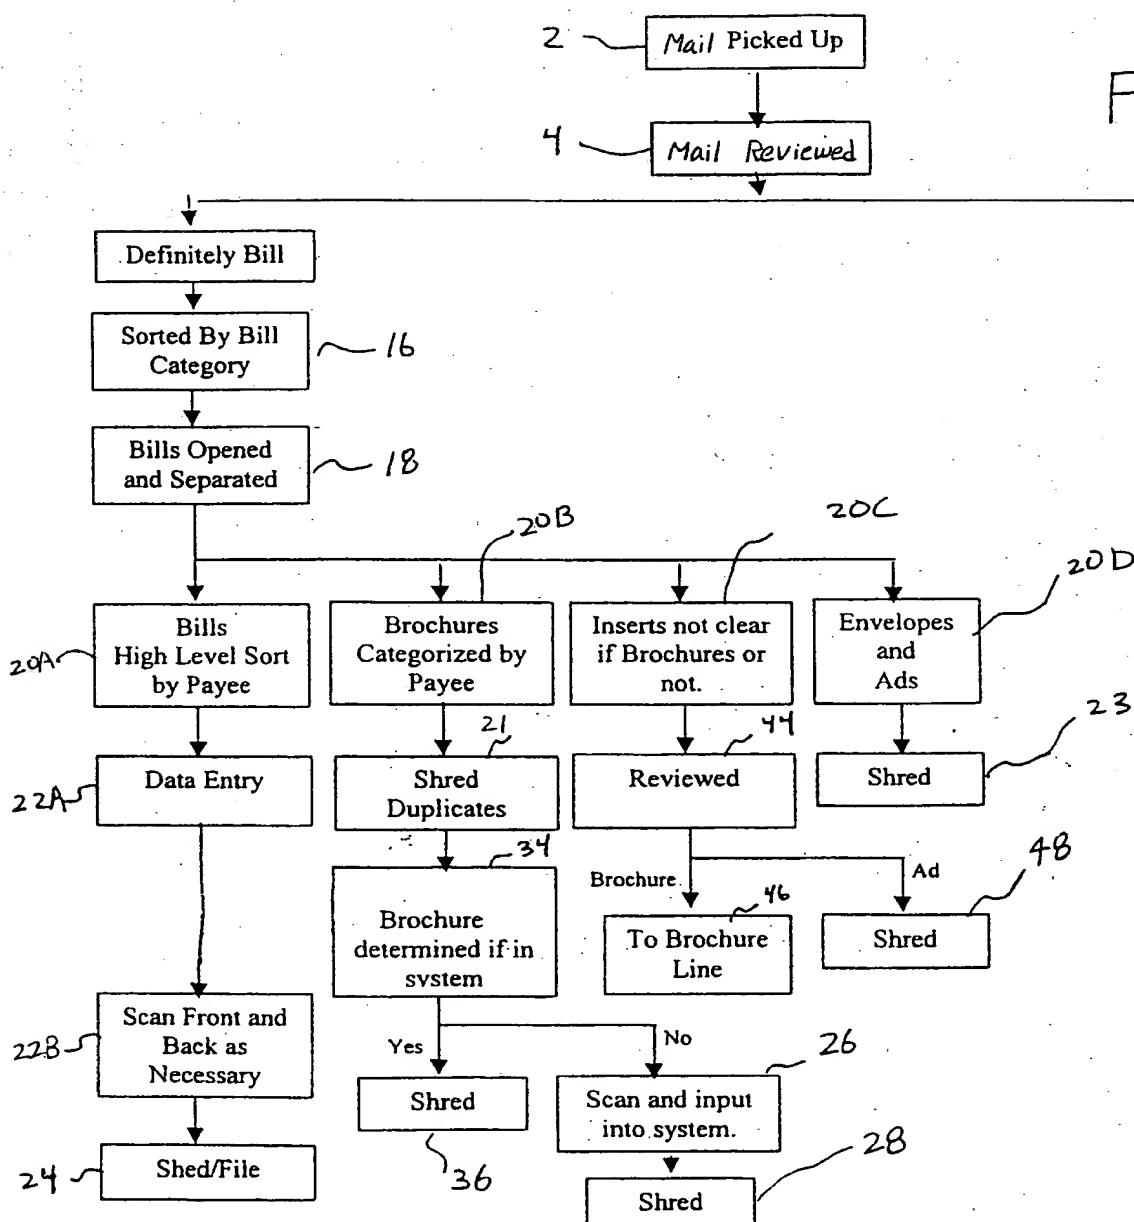 2
Mail Picked Up
F
4
Mail Reviewed
Definitely Bill
Sorted By Bill
Category
16
Bills Opened
and Separated
18
20B
20C
20D
20A
Bills
High Level Sort
by Payee
Brochures
Categorized by
Payee
Inserts not clear
if Brochures or
not.
Envelopes
and
Ads
21
44
23
22A
Data Entry
Shred
Duplicates
Reviewed
Shred
34
Brochure
determined if in
system
Brochure
Ad
48
46
To Brochure
Line
Shred
22B
Scan Front and
Back as
Necessary
Yes
No
26
Shred
36
Scan and input
into system.
24
Shed/File
28
Shred